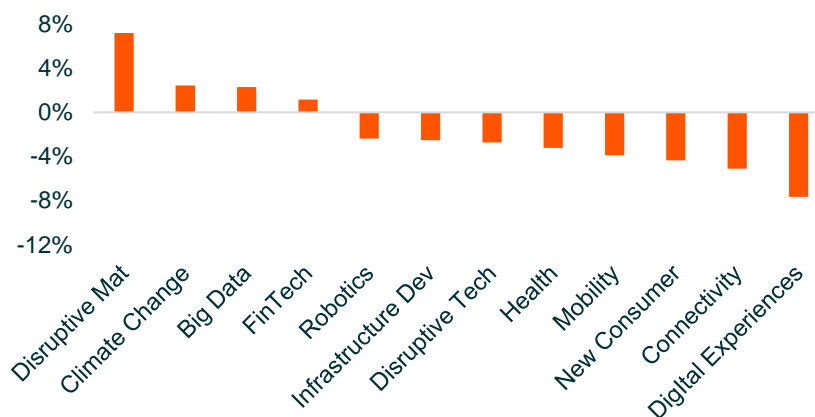 8%
4%
0%
-4%
-8%
-12%
Disruptive Mat
Climate Change
Big Data
FinTech
Robotics
Infrastructure Dev
Disruptive Tech
Health
Mobility
New Consumer
Connectivity
DigItal Experiences